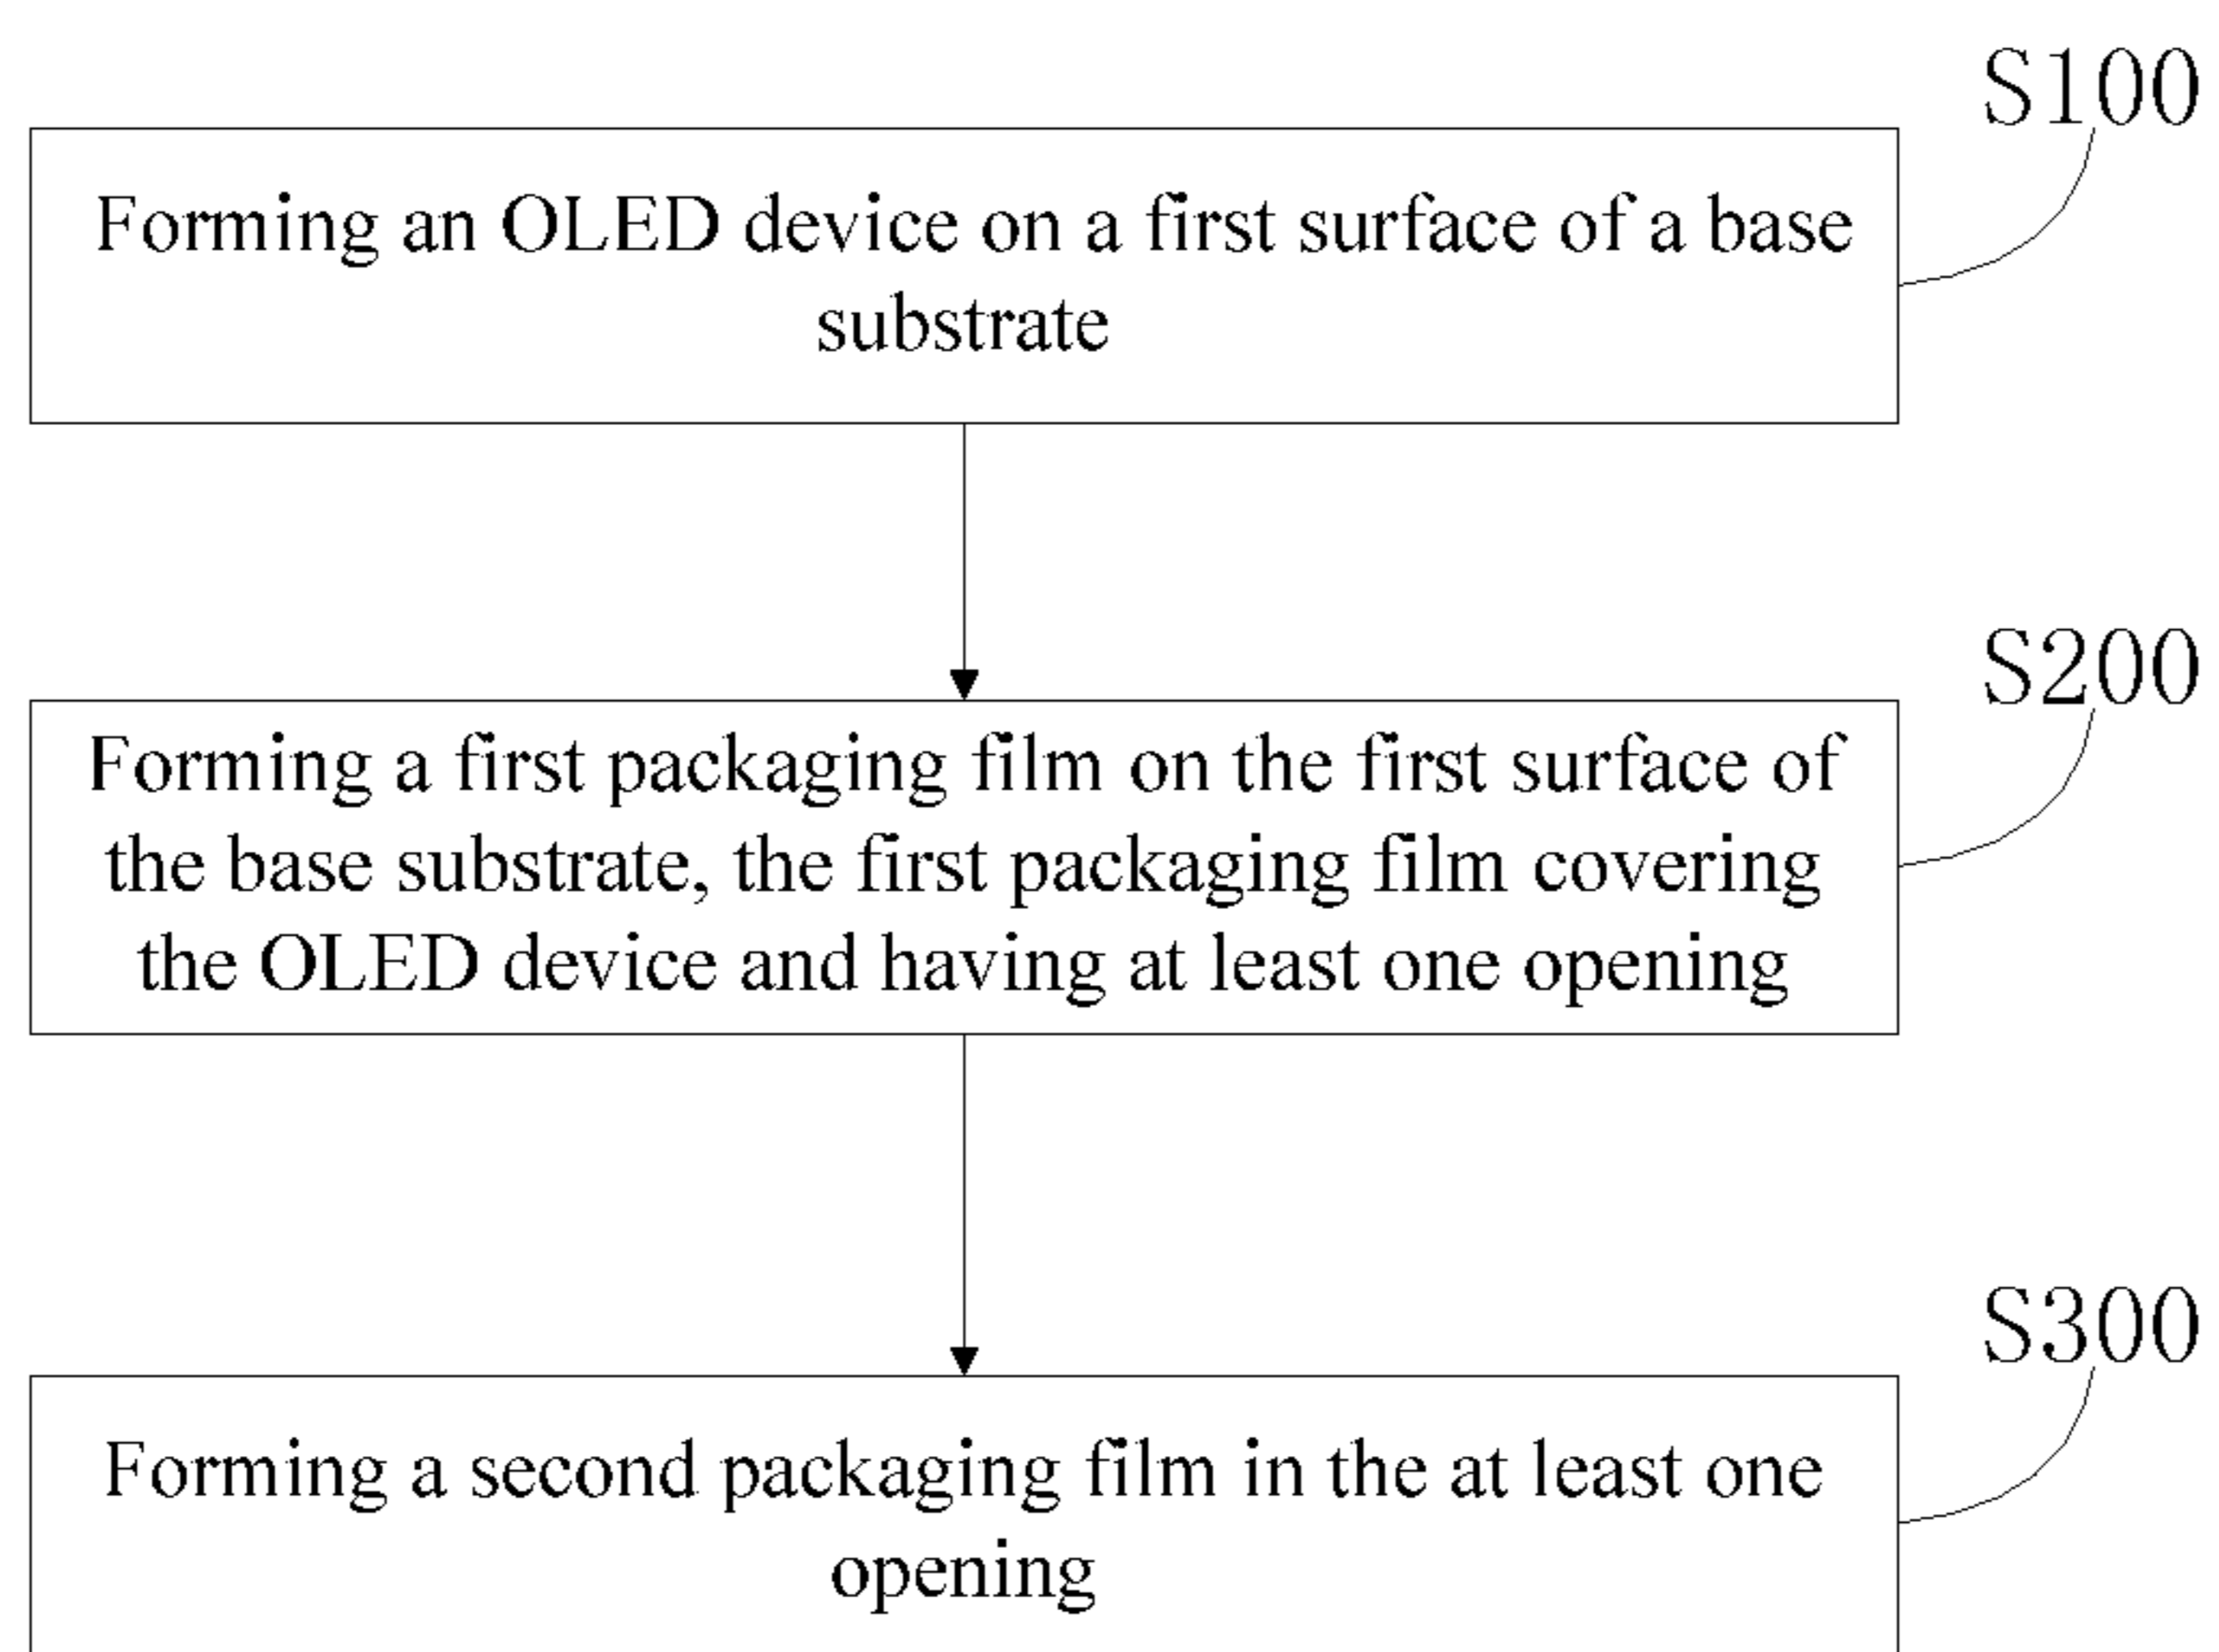 S100
Forming an OLED device on a first surface of a base
substrate
S200
Forming a first packaging film on the first surface of
the base substrate, the first packaging film covering
the OLED device and having at least one opening
S300
Forming a second packaging film in the at least one
opening